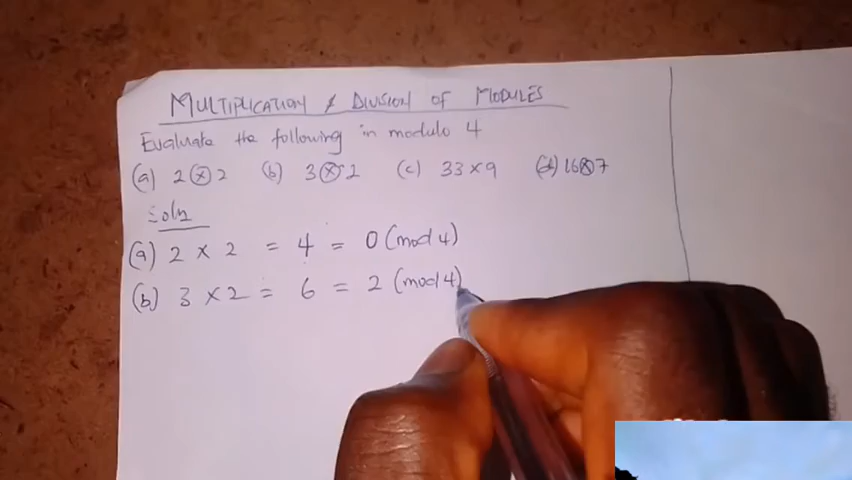 MULTIPLICATION & DIVISION OF MODULES
Evaluate the following in modulo 4
(a) 2 ⊗ 2 (b) 3 ⊗ 2 (c) 33 × 9 (d) 16 ⊗ 7
Soln
(a) 2 × 2 = 4 = 0 (mod 4)
(b) 3 × 2 = 6 = 2 (mod 4)